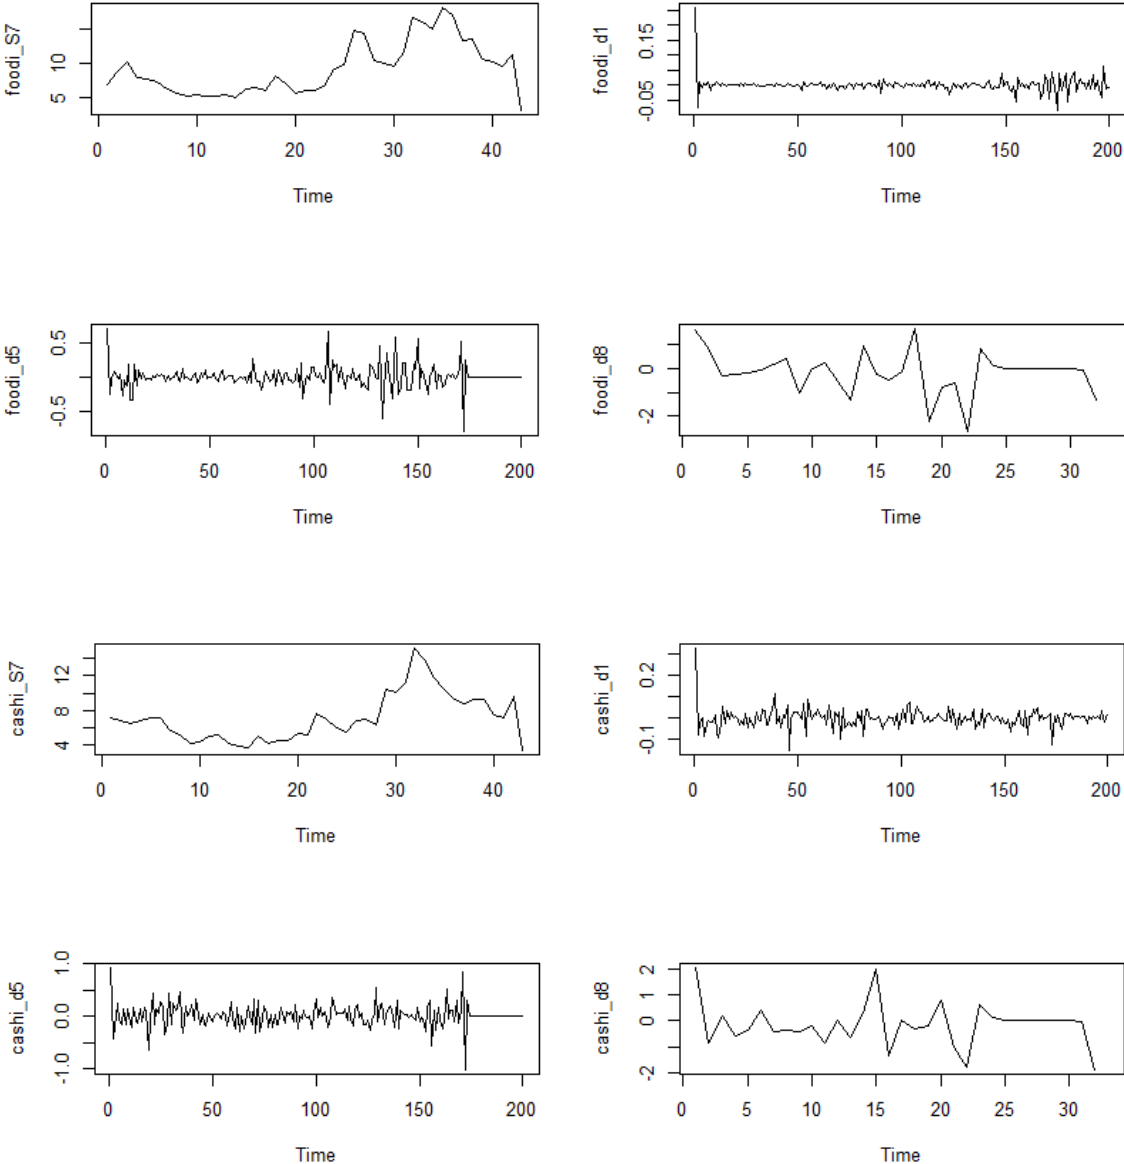 foodi_S7
5 10
0 10 20 30 40
Time
foodi_d1
-0.05 0.15
0 50 100 150 200
Time
foodi_d5
-0.5 0.5
0 50 100 150 200
Time
foodi_d8
-2 0
0 5 10 15 20 25 30
Time
cashi_S7
4 8 12
0 10 20 30 40
Time
cashi_d1
-0.1 0.2
0 50 100 150 200
Time
cashi_d5
-1.0 0.0 1.0
0 50 100 150 200
Time
cashi_d8
-2 0 1 2
0 5 10 15 20 25 30
Time